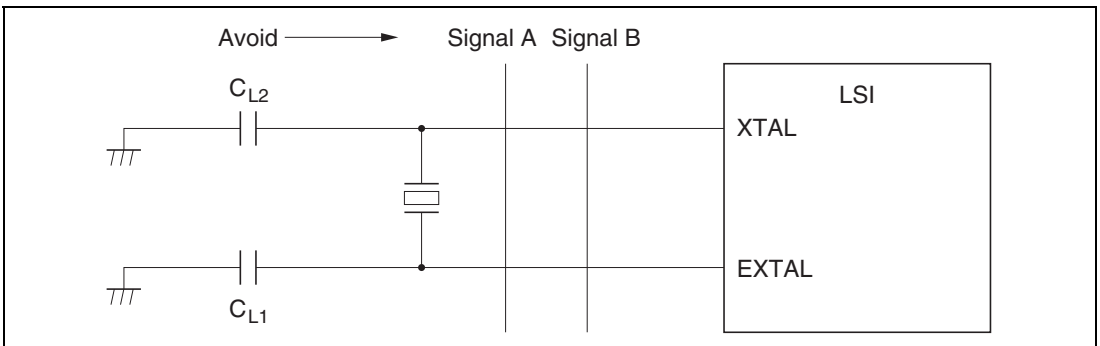 Avoid Signal A Signal B
CL2
LSI
XTAL
EXTAL
CL1